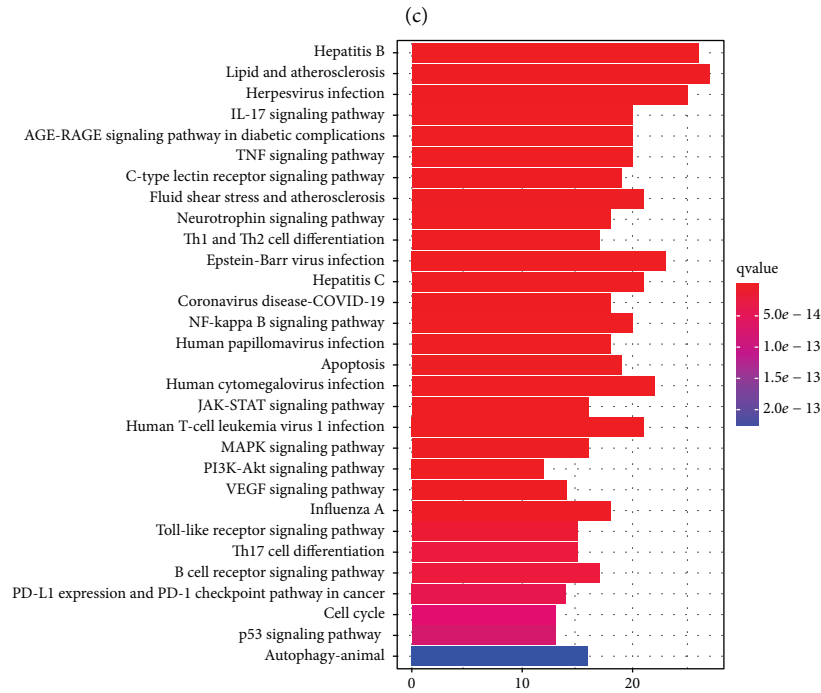 (c)
Hepatitis B
Lipid and atherosclerosis
Herpesvirus infection
IL-17 signaling pathway
AGE-RAGE signaling pathway in diabetic complications
TNF signaling pathway
C-type lectin receptor signaling pathway
Fluid shear stress and atherosclerosis
Neurotrophin signaling pathway
Th1 and Th2 cell differentiation
Epstein-Barr virus infection
Hepatitis C
Coronavirus disease-COVID-19
NF-kappa B signaling pathway
Human papillomavirus infection
Apoptosis
Human cytomegalovirus infection
JAK-STAT signaling pathway
Human T-cell leukemia virus 1 infection
MAPK signaling pathway
PI3K-Akt signaling pathway
VEGF signaling pathway
Influenza A
Toll-like receptor signaling pathway
Th17 cell differentiation
B cell receptor signaling pathway
PD-L1 expression and PD-1 checkpoint pathway in cancer
Cell cycle
p53 signaling pathway
Autophagy-animal
0 10 20
qvalue
5.0e − 14
1.0e − 13
1.5e − 13
2.0e − 13